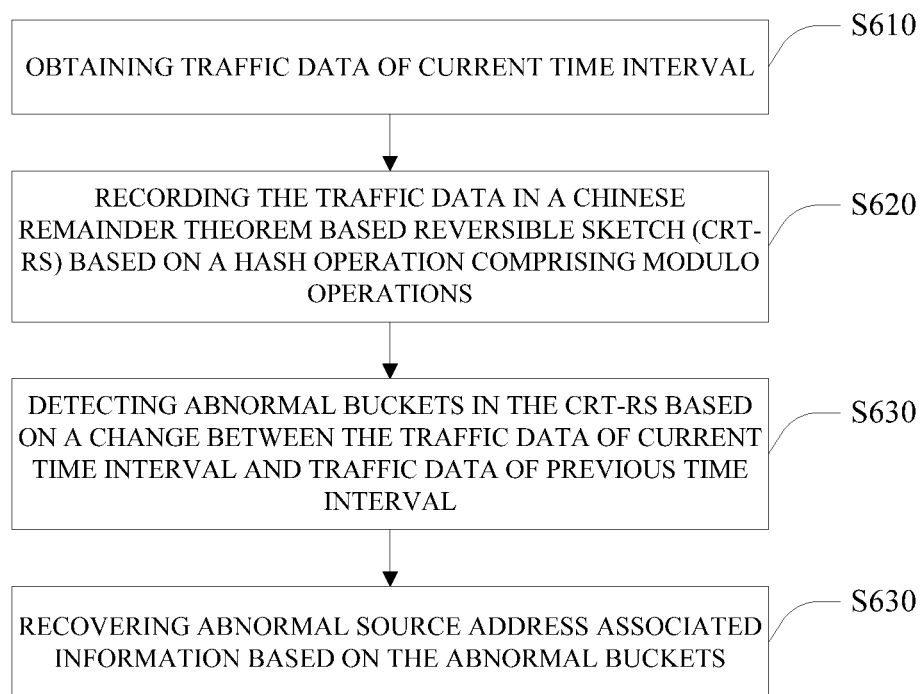 S610
OBTAINING TRAFFIC DATA OF CURRENT TIME INTERVAL
S620
RECORDING THE TRAFFIC DATA IN A CHINESE
REMAINDER THEOREM BASED REVERSIBLE SKETCH (CRT-
RS) BASED ON A HASH OPERATION COMPRISING MODULO
OPERATIONS
S630
DETECTING ABNORMAL BUCKETS IN THE CRT-RS BASED
ON A CHANGE BETWEEN THE TRAFFIC DATA OF CURRENT
TIME INTERVAL AND TRAFFIC DATA OF PREVIOUS TIME
INTERVAL
S630
RECOVERING ABNORMAL SOURCE ADDRESS ASSOCIATED
INFORMATION BASED ON THE ABNORMAL BUCKETS